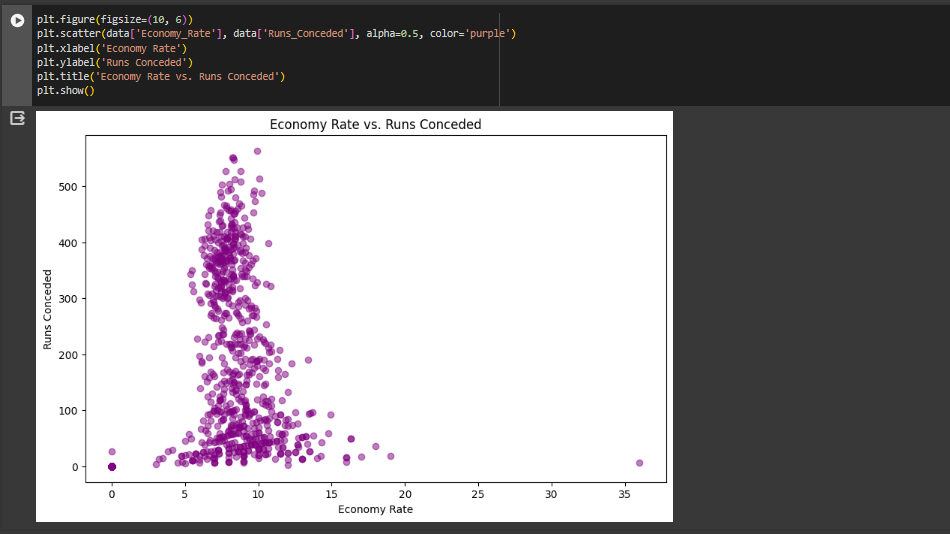 plt.figure(figsize=(10, 6))
plt.scatter(data['Economy_Rate'], data['Runs_Conceded'], alpha=0.5, color='purple')
plt.xlabel('Economy Rate')
plt.ylabel('Runs Conceded')
plt.title('Economy Rate vs. Runs Conceded')
plt.show()
Economy Rate vs. Runs Conceded
500
400
300
200
100
0
Runs Conceded
0 5 10 15 20 25 30 35
Economy Rate